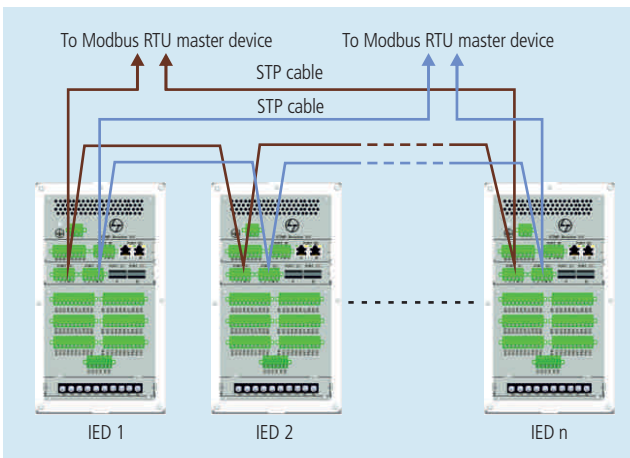 To Modbus RTU master device
To Modbus RTU master device
STP cable
STP cable
IED 1
IED 2
IED n